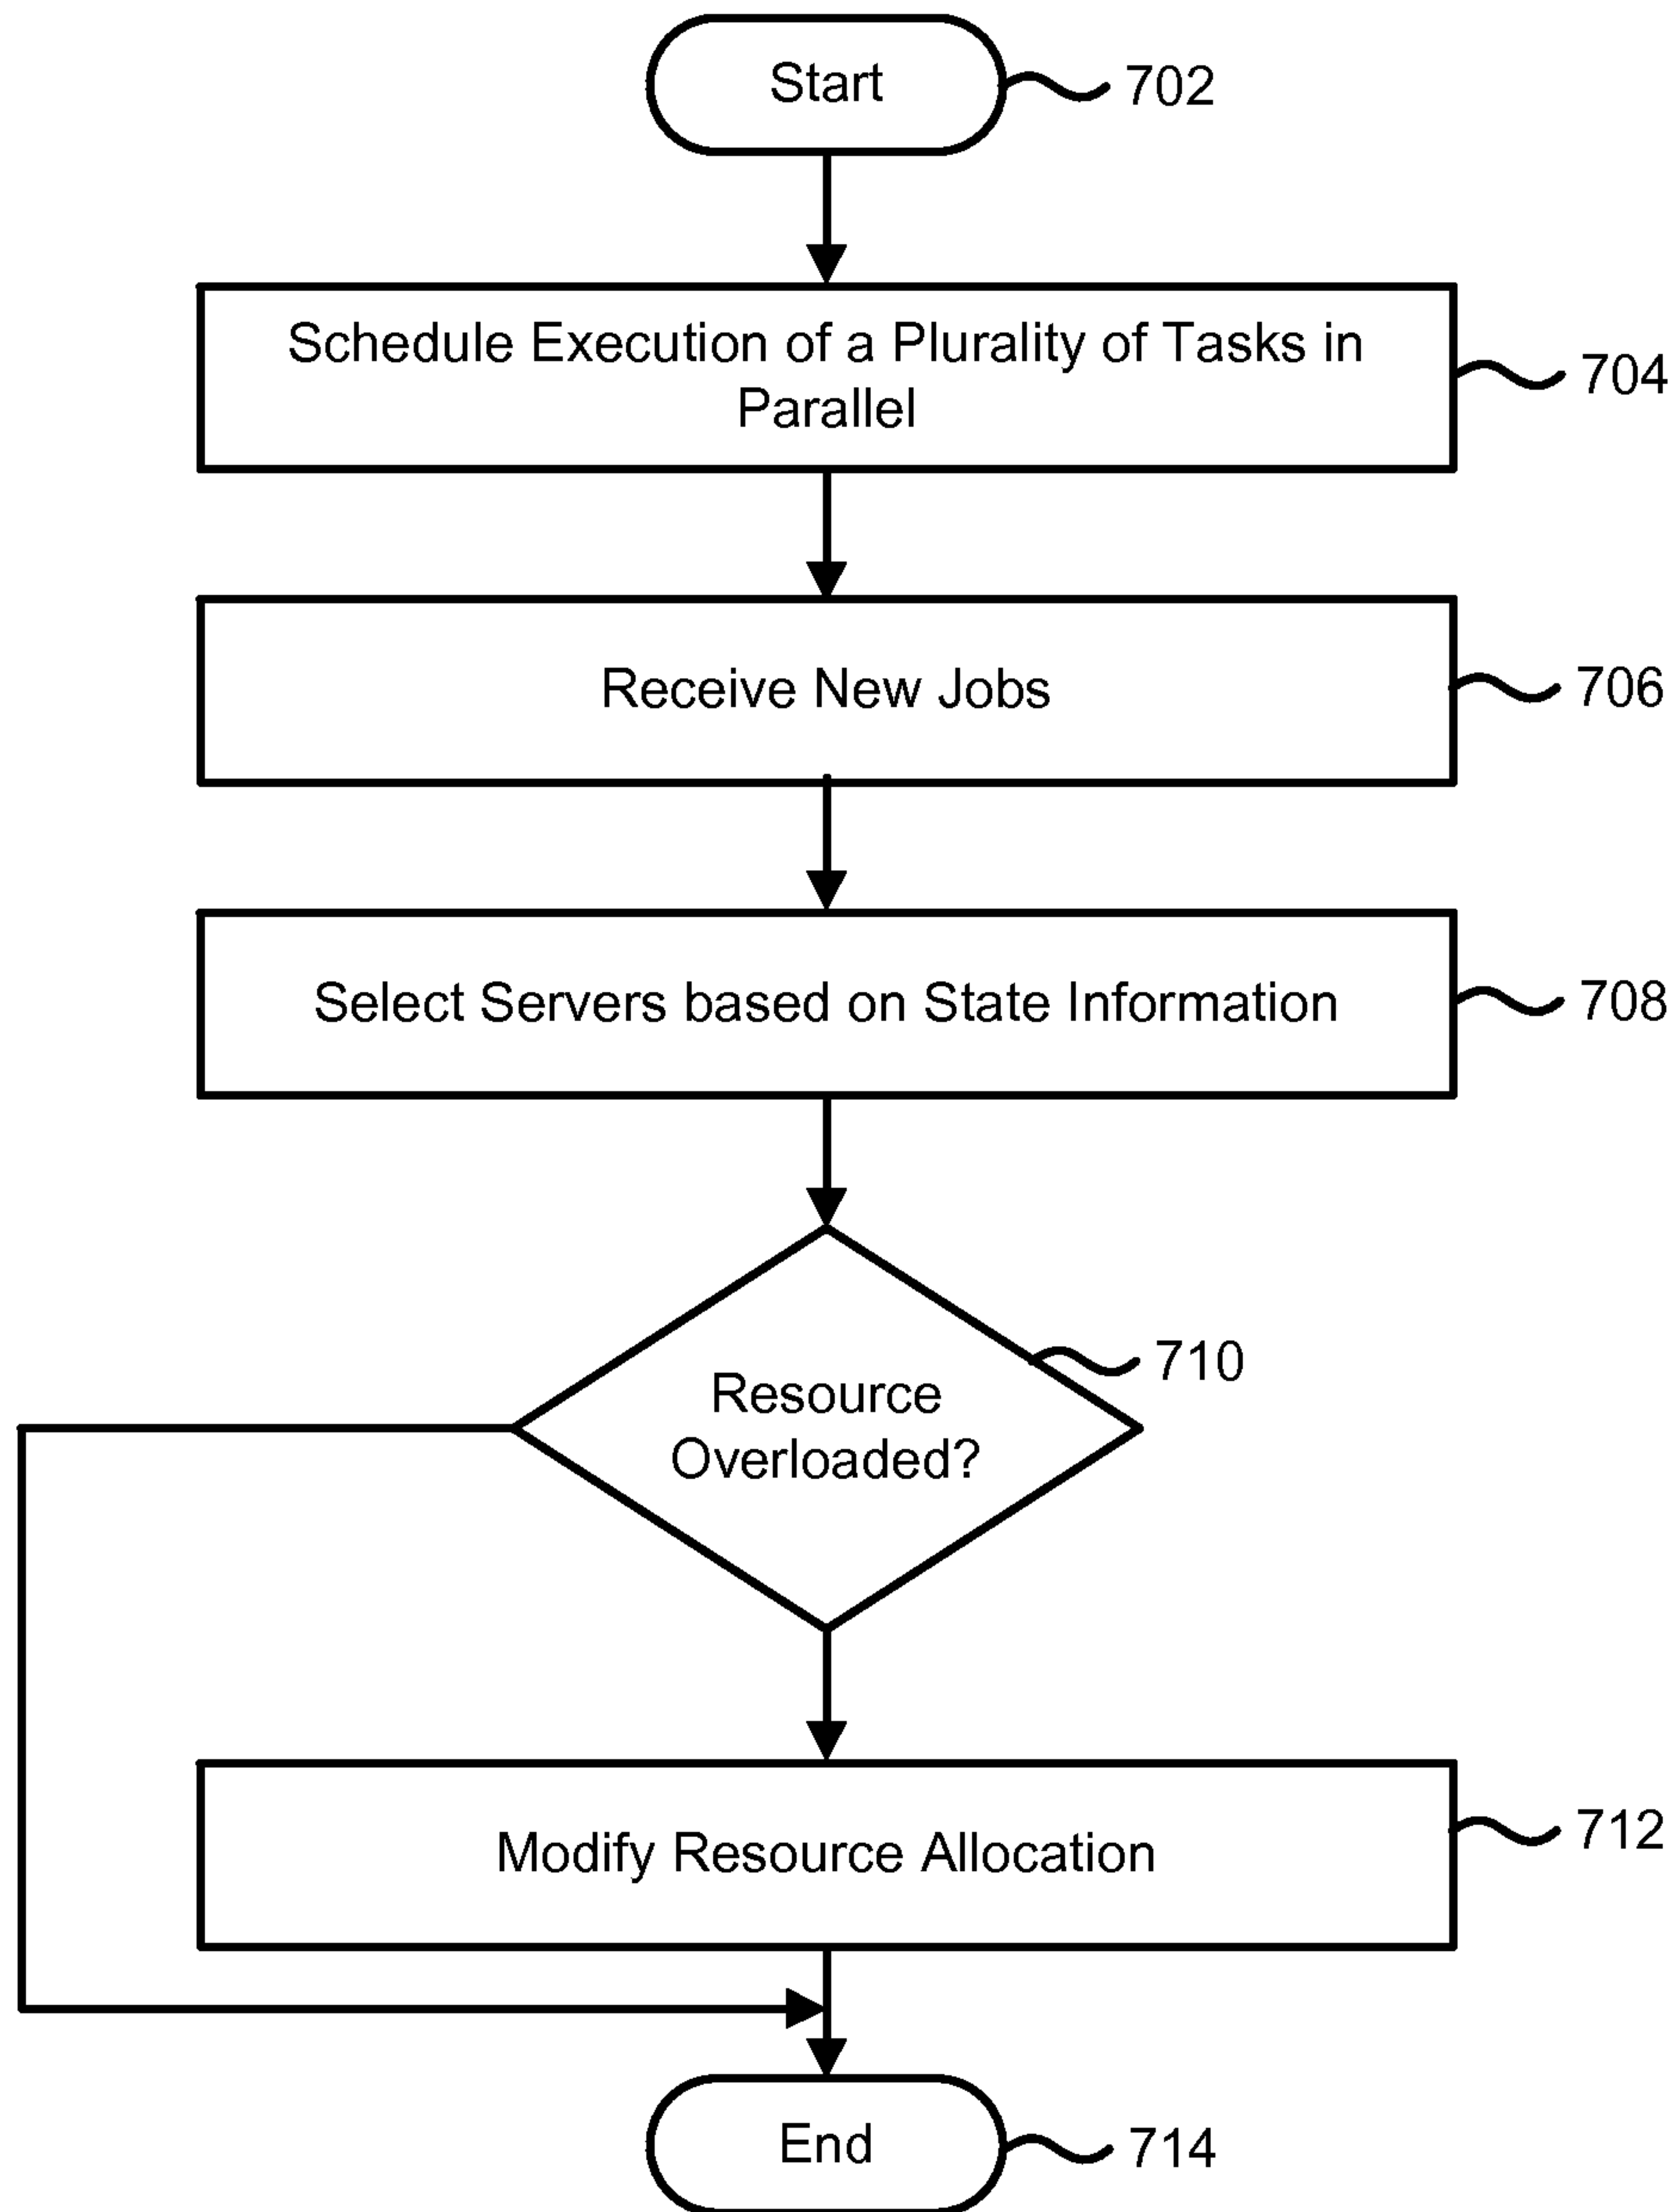 Start
702
Schedule Execution of a Plurality of Tasks in
Parallel
704
Receive New Jobs
706
Select Servers based on State Information
708
Resource
Overloaded?
710
Modify Resource Allocation
712
End
714